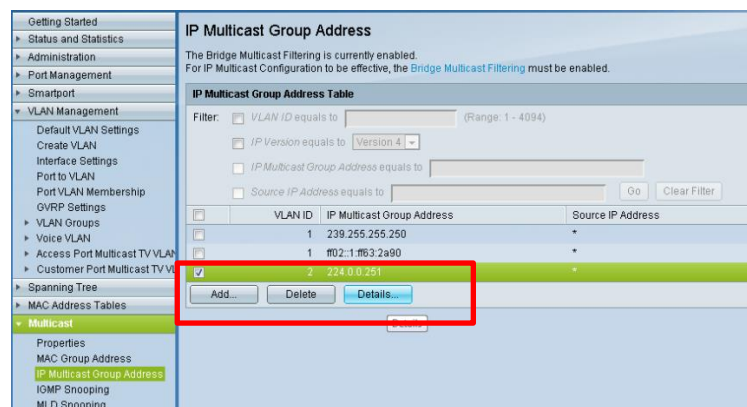 Getting Started
Status and Statistics
Administration
Port Management
Smartport
VLAN Management
Default VLAN Settings
Create VLAN
Interface Settings
Port to VLAN
Port VLAN Membership
GVRP Settings
VLAN Groups
Voice VLAN
Access Port Multicast TV VLAN
Customer Port Multicast TV VL
Spanning Tree
MAC Address Tables
Multicast
Properties
MAC Group Address
IP Multicast Group Address
IGMP Snooping
MLD Snooping
IP Multicast Group Address
The Bridge Multicast Filtering is currently enabled.
For IP Multicast Configuration to be effective, the Bridge Multicast Filtering must be enabled.
IP Multicast Group Address Table
Filter: VLAN ID equals to (Range: 1 - 4094)
IP Version equals to Version 4
IP Multicast Group Address equals to
Source IP Address equals to Go Clear Filter
VLAN ID IP Multicast Group Address Source IP Address
1 239.255.255.250 *
1 ff02::1:ff63:2a90 *
2 224.0.0.251 *
Add... Delete Details...
Details